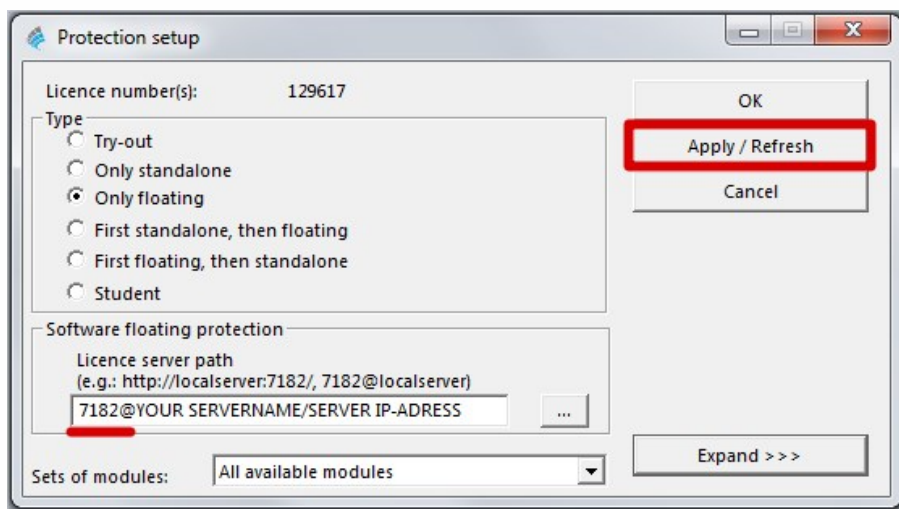 Protection setup
Licence number(s): 129617
Type
Try-out
Only standalone
Only floating
First standalone, then floating
First floating, then standalone
Student
Software floating protection
Licence server path
(e.g.: http://localserver:7182/, 7182@localserver)
7182@YOUR SERVERNAME/SERVER IP-ADRESS
...
Sets of modules: All available modules
OK
Apply / Refresh
Cancel
Expand >>>